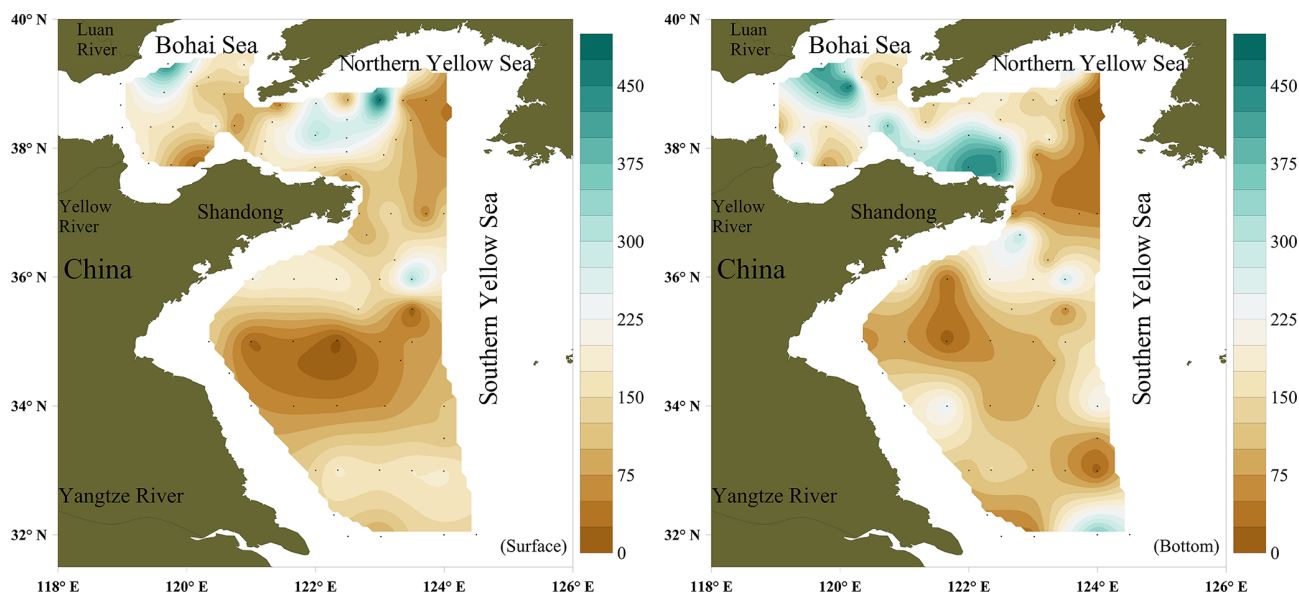 40° N
38° N
36° N
34° N
32° N
118° E
120° E
122° E
124° E
126° E
Luan
River
Bohai Sea
Northern Yellow Sea
Yellow
River
Shandong
China
Southern Yellow Sea
Yangtze River
(Surface)
450
375
300
225
150
75
0
40° N
38° N
36° N
34° N
32° N
118° E
120° E
122° E
124° E
126° E
Luan
River
Bohai Sea
Northern Yellow Sea
Yellow
River
Shandong
China
Southern Yellow Sea
Yangtze River
(Bottom)
450
375
300
225
150
75
0